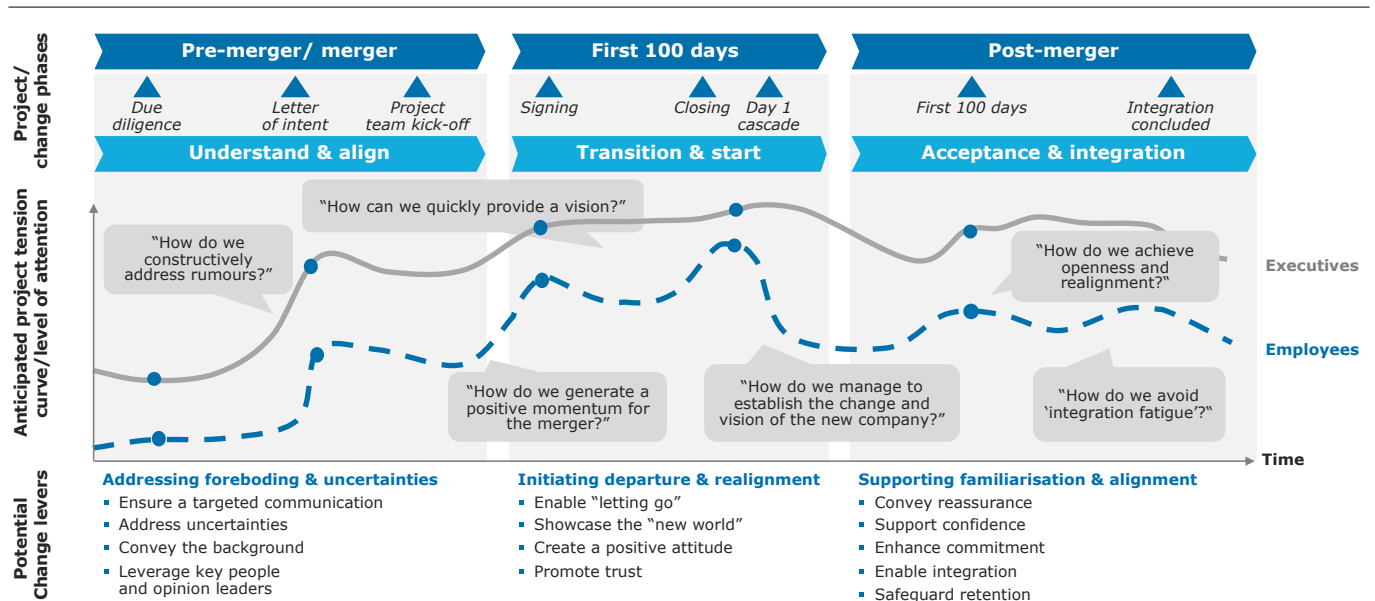 Project/
change phases
Pre-merger/ merger
First 100 days
Post-merger
Due
diligence
Letter
of intent
Project
team kick-off
Signing
Closing
Day 1
cascade
First 100 days
Integration
concluded
Understand & align
Transition & start
Acceptance & integration
Anticipated project tension
curve/level of attention
“How do we
constructively
address rumours?”
“How can we quickly provide a vision?”
“How do we achieve
openness and
realignment?“
Executives
Employees
“How do we generate a
positive momentum for
the merger?”
“How do we manage to
establish the change and
vision of the new company?”
“How do we avoid
‘integration fatigue’?“
Time
Potential
Change levers
Addressing foreboding & uncertainties
▪ Ensure a targeted communication
▪ Address uncertainties
▪ Convey the background
▪ Leverage key people
and opinion leaders
Initiating departure & realignment
▪ Enable “letting go”
▪ Showcase the “new world”
▪ Create a positive attitude
▪ Promote trust
Supporting familiarisation & alignment
▪ Convey reassurance
▪ Support confidence
▪ Enhance commitment
▪ Enable integration
▪ Safeguard retention